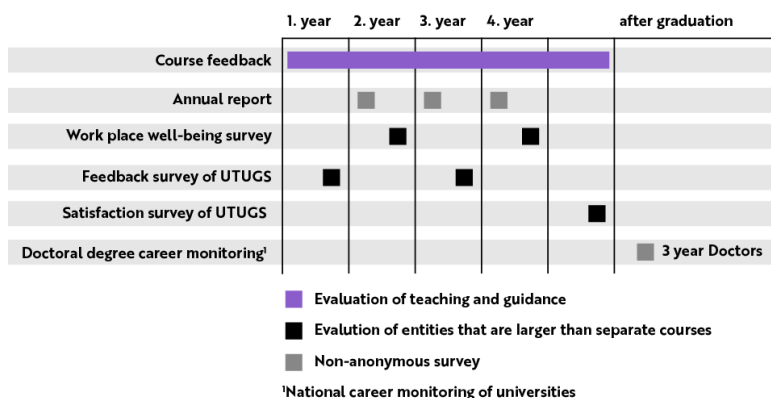 1. year 2. year 3. year 4. year after graduation
Course feedback
Annual report
Work place well-being survey
Feedback survey of UTUGS
Satisfaction survey of UTUGS
Doctoral degree career monitoring¹ 3 year Doctors
Evaluation of teaching and guidance
Evalution of entities that are larger than separate courses
Non-anonymous survey
¹National career monitoring of universities